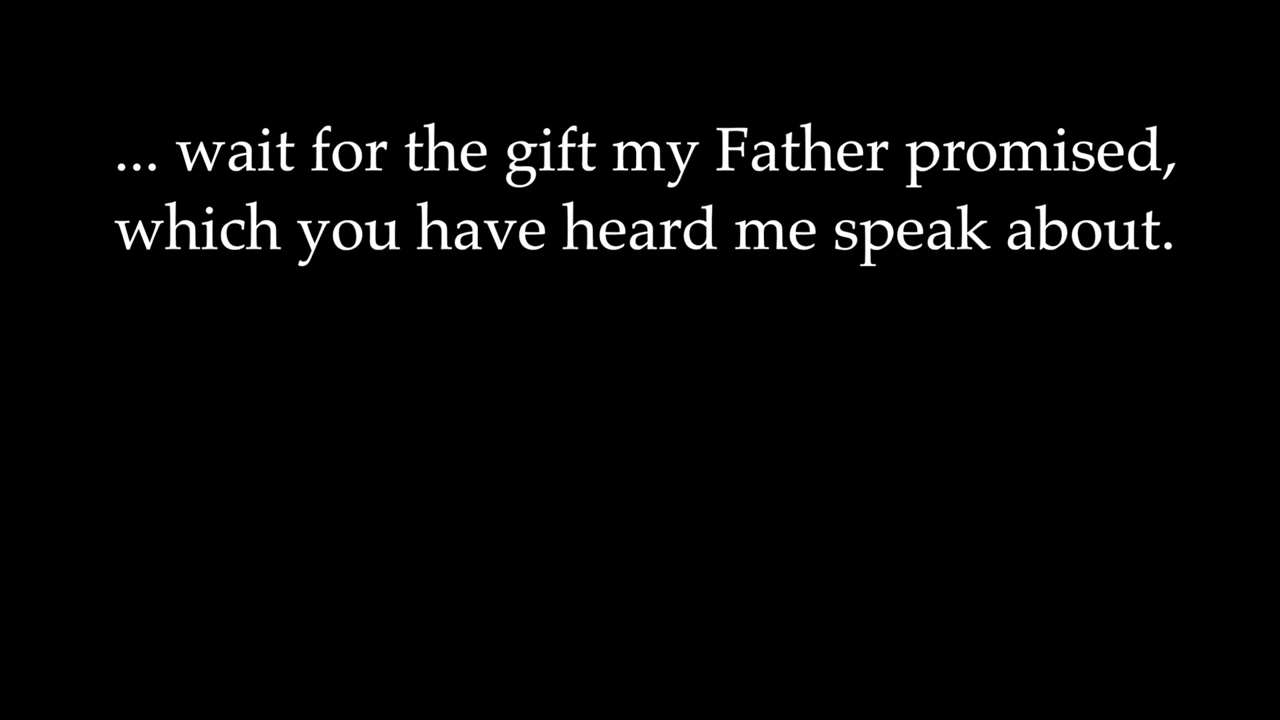 ... wait for the gift my Father promised,
which you have heard me speak about.